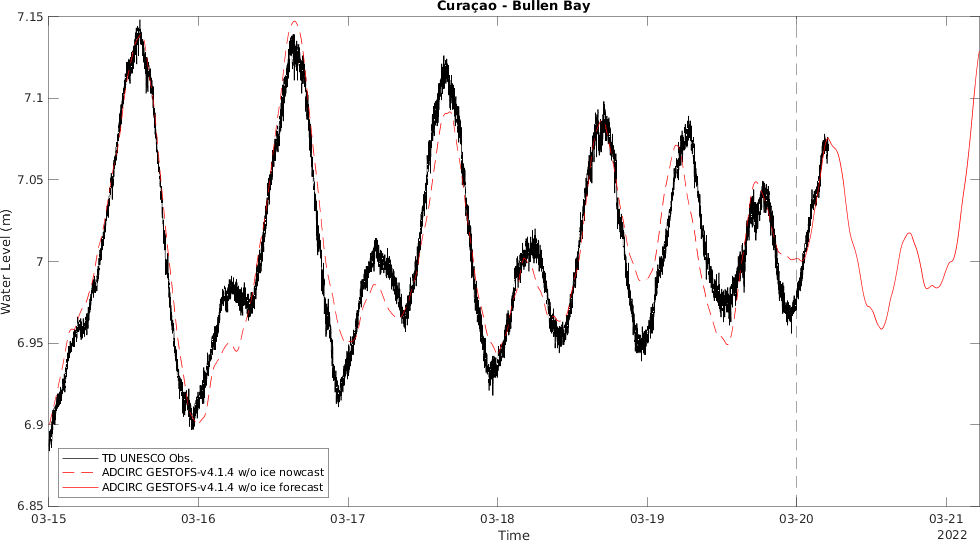 Curaçao - Bullen Bay
7.15
7.1
7.05
7
6.95
6.9
6.85
Water Level (m)
TD UNESCO Obs.
ADCIRC GESTOFS-v4.1.4 w/o ice nowcast
ADCIRC GESTOFS-v4.1.4 w/o ice forecast
03-15 03-16 03-17 03-18 03-19 03-20 03-21
Time 2022